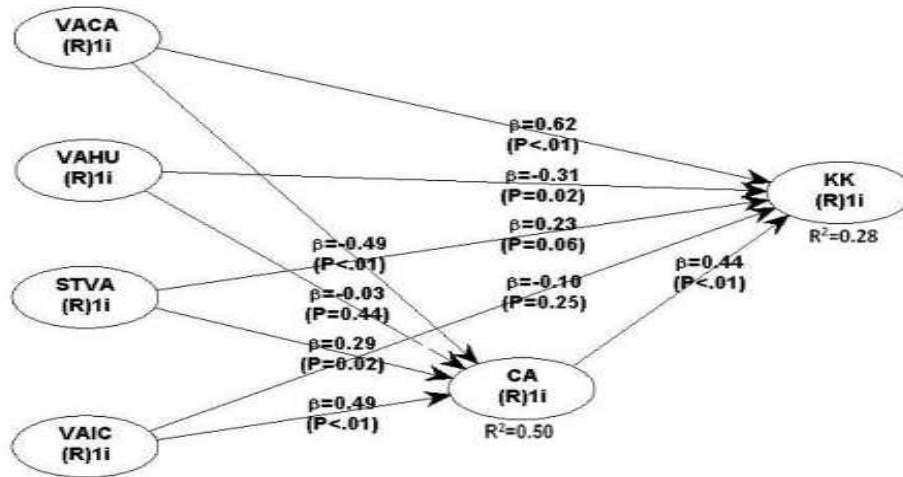 VACA
(R)1i
β=0.62
(P<.01)
VAHU
(R)1i
β=-0.31
(P=0.02)
KK
(R)1i
R²=0.28
β=0.23
(P=0.06)
β=-0.49
(P<.01)
STVA
(R)1i
β=-0.10
(P=0.25)
β=0.44
(P<.01)
β=-0.03
(P=0.44)
β=0.29
(P=0.02)
CA
(R)1i
R²=0.50
β=0.49
(P<.01)
VAIC
(R)1i